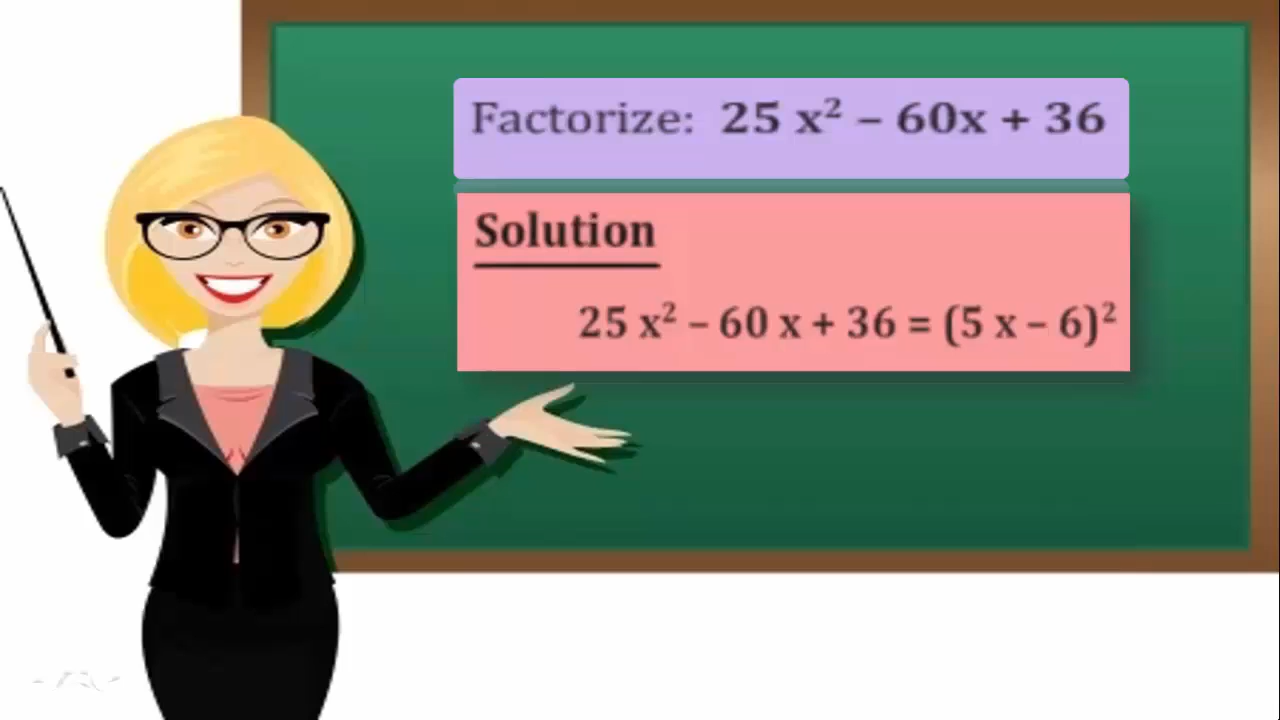 Factorize: 25 x² – 60x + 36
Solution
25 x² – 60 x + 36 = (5 x – 6)²